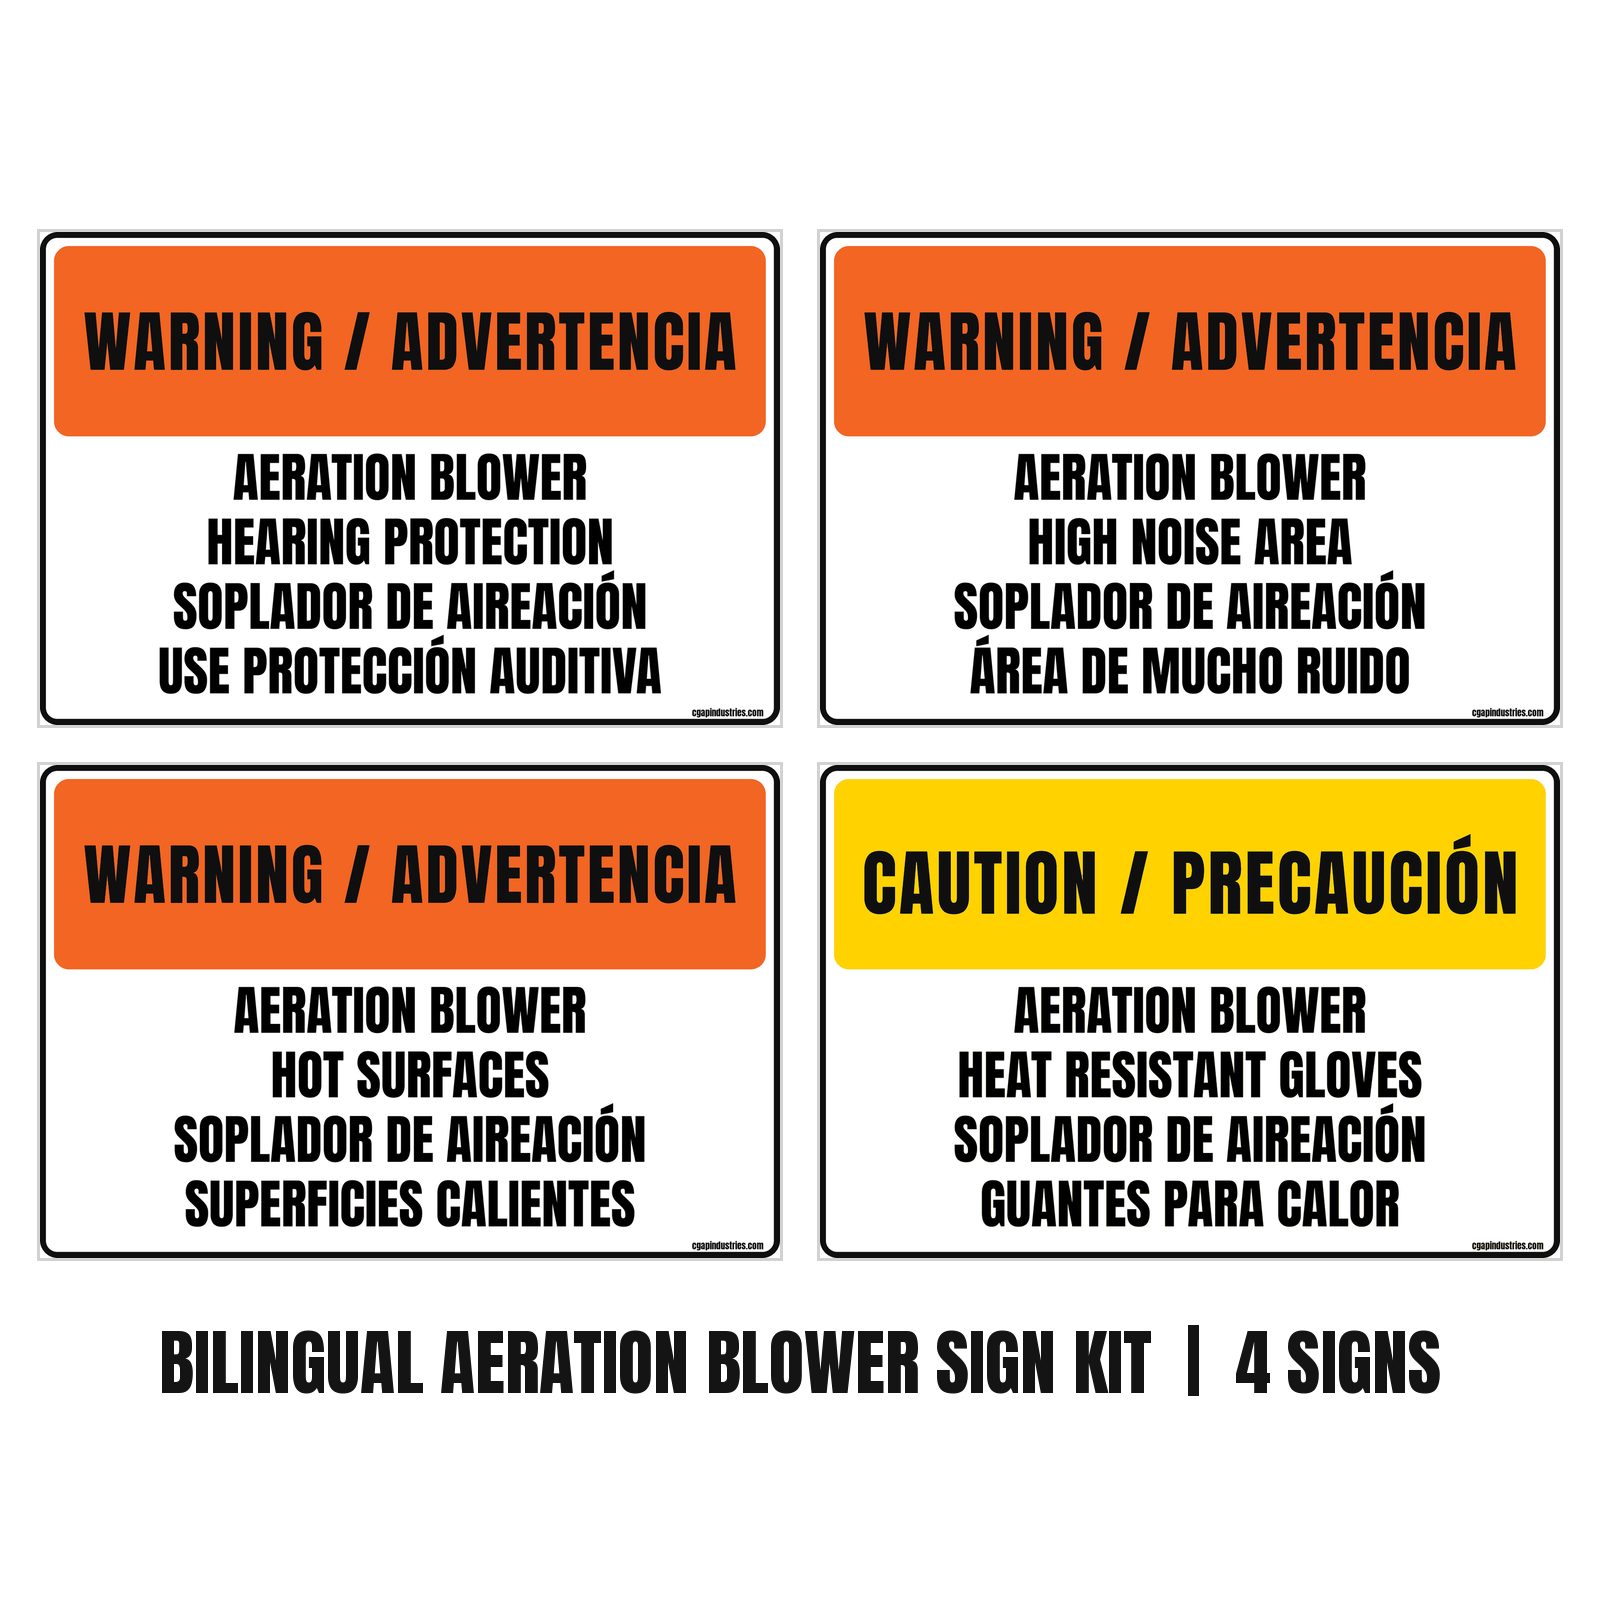 WARNING / ADVERTENCIA
AERATION BLOWER
HEARING PROTECTION
SOPLADOR DE AIREACIÓN
USE PROTECCIÓN AUDITIVA
cgapindustries.com
WARNING / ADVERTENCIA
AERATION BLOWER
HIGH NOISE AREA
SOPLADOR DE AIREACIÓN
ÁREA DE MUCHO RUIDO
cgapindustries.com
WARNING / ADVERTENCIA
AERATION BLOWER
HOT SURFACES
SOPLADOR DE AIREACIÓN
SUPERFICIES CALIENTES
cgapindustries.com
CAUTION / PRECAUCIÓN
AERATION BLOWER
HEAT RESISTANT GLOVES
SOPLADOR DE AIREACIÓN
GUANTES PARA CALOR
cgapindustries.com
BILINGUAL AERATION BLOWER SIGN KIT | 4 SIGNS